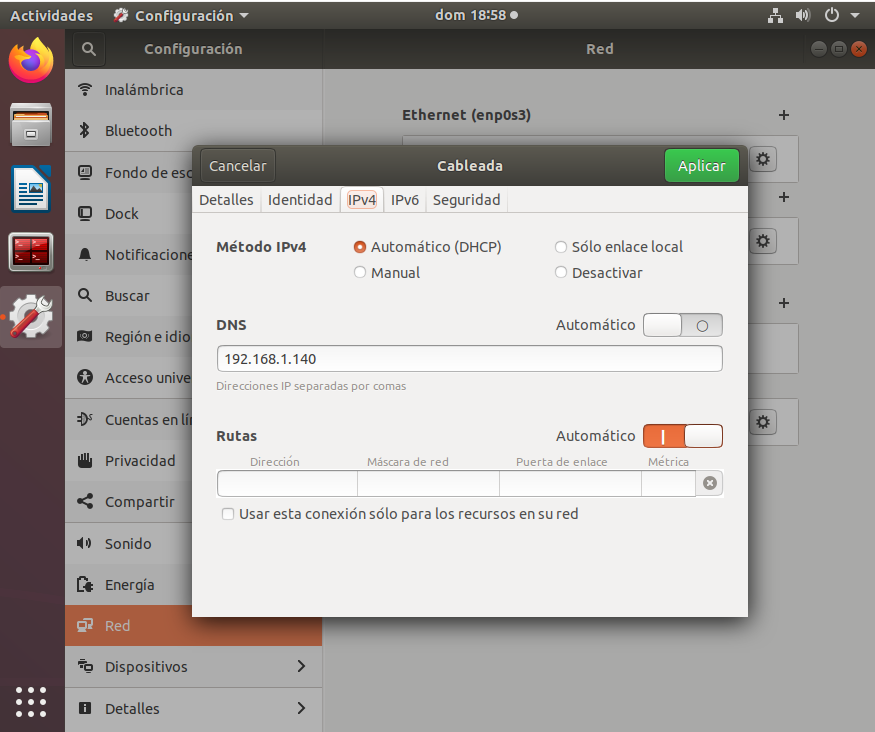 Actividades Configuración dom 18:58
Configuración Red
Inalámbrica
Bluetooth
Fondo de esc
Dock
Notificacione
Buscar
Región e idio
Acceso unive
Cuentas en lí
Privacidad
Compartir
Sonido
Energía
Red
Dispositivos
Detalles
Ethernet (enp0s3)
Cancelar Cableada Aplicar
Detalles Identidad IPv4 IPv6 Seguridad
Método IPv4 Automático (DHCP) Sólo enlace local
Manual Desactivar
DNS Automático
192.168.1.140
Direcciones IP separadas por comas
Rutas Automático
Dirección Máscara de red Puerta de enlace Métrica
Usar esta conexión sólo para los recursos en su red